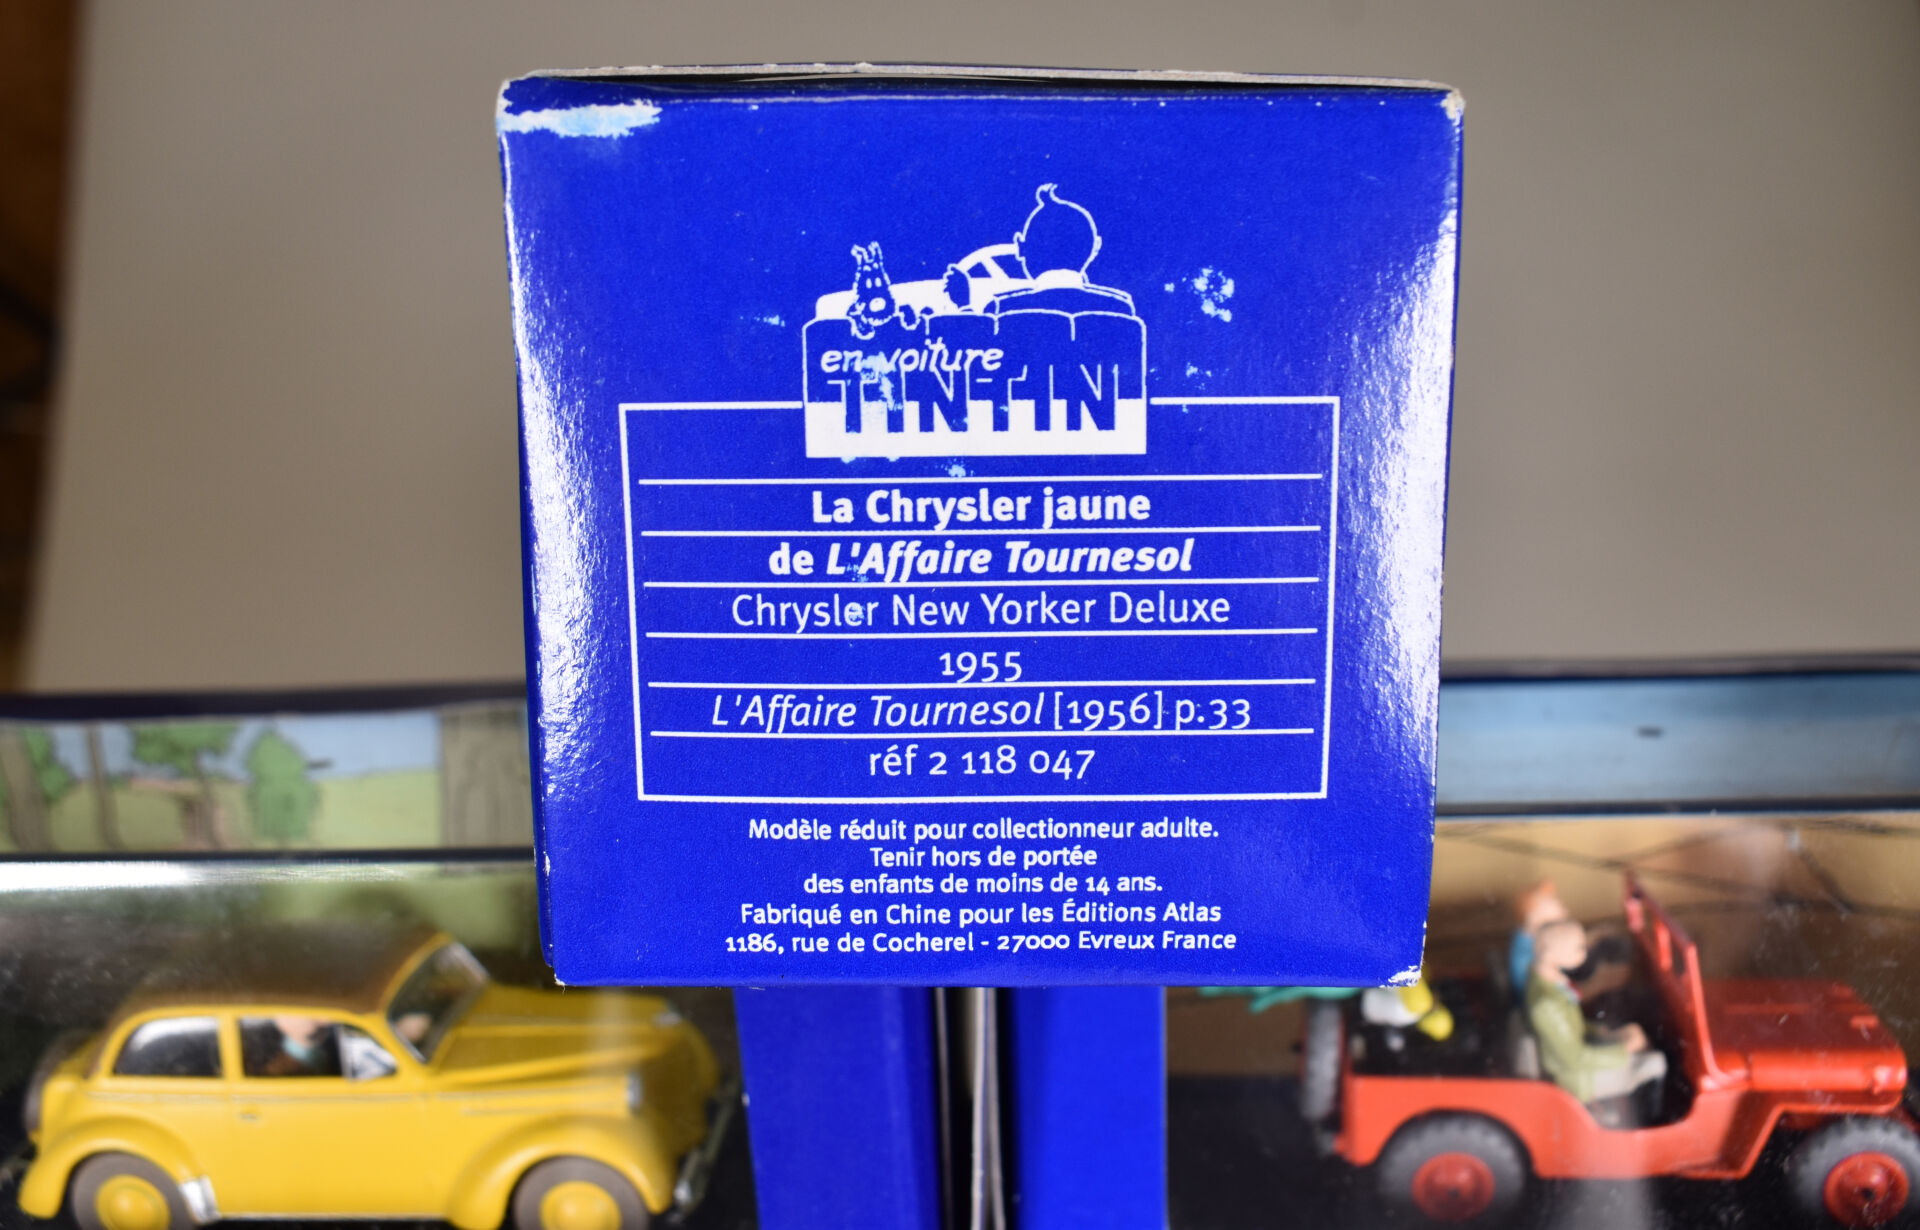 en voiture
TINTIN
La Chrysler jaune
de L'Affaire Tournesol
Chrysler New Yorker Deluxe
1955
L'Affaire Tournesol [1956] p.33
réf 2 118 047
Modèle réduit pour collectionneur adulte.
Tenir hors de portée
des enfants de moins de 14 ans.
Fabriqué en Chine pour les Éditions Atlas
1186, rue de Cocherel - 27000 Evreux France